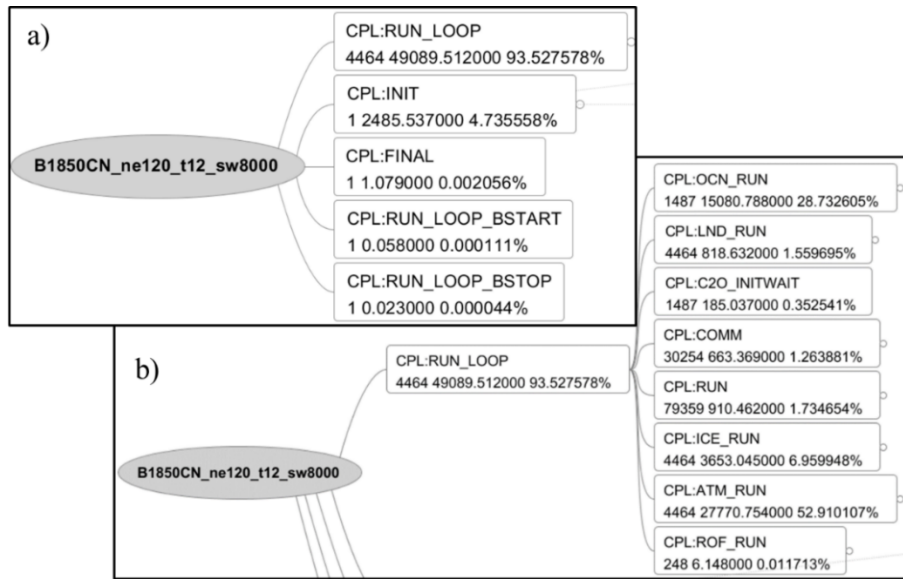 a)
CPL:RUN_LOOP
4464 49089.512000 93.527578%
CPL:INIT
1 2485.537000 4.735558%
B1850CN_ne120_t12_sw8000
CPL:FINAL
1 1.079000 0.002056%
CPL:RUN_LOOP_BSTART
1 0.058000 0.000111%
CPL:RUN_LOOP_BSTOP
1 0.023000 0.000044%
b)
CPL:RUN_LOOP
4464 49089.512000 93.527578%
B1850CN_ne120_t12_sw8000
CPL:OCN_RUN
1487 15080.788000 28.732605%
CPL:LND_RUN
4464 818.632000 1.559695%
CPL:C2O_INITWAIT
1487 185.037000 0.352541%
CPL:COMM
30254 663.369000 1.263881%
CPL:RUN
79359 910.462000 1.734654%
CPL:ICE_RUN
4464 3653.045000 6.959948%
CPL:ATM_RUN
4464 27770.754000 52.910107%
CPL:ROF_RUN
248 6.148000 0.011713%